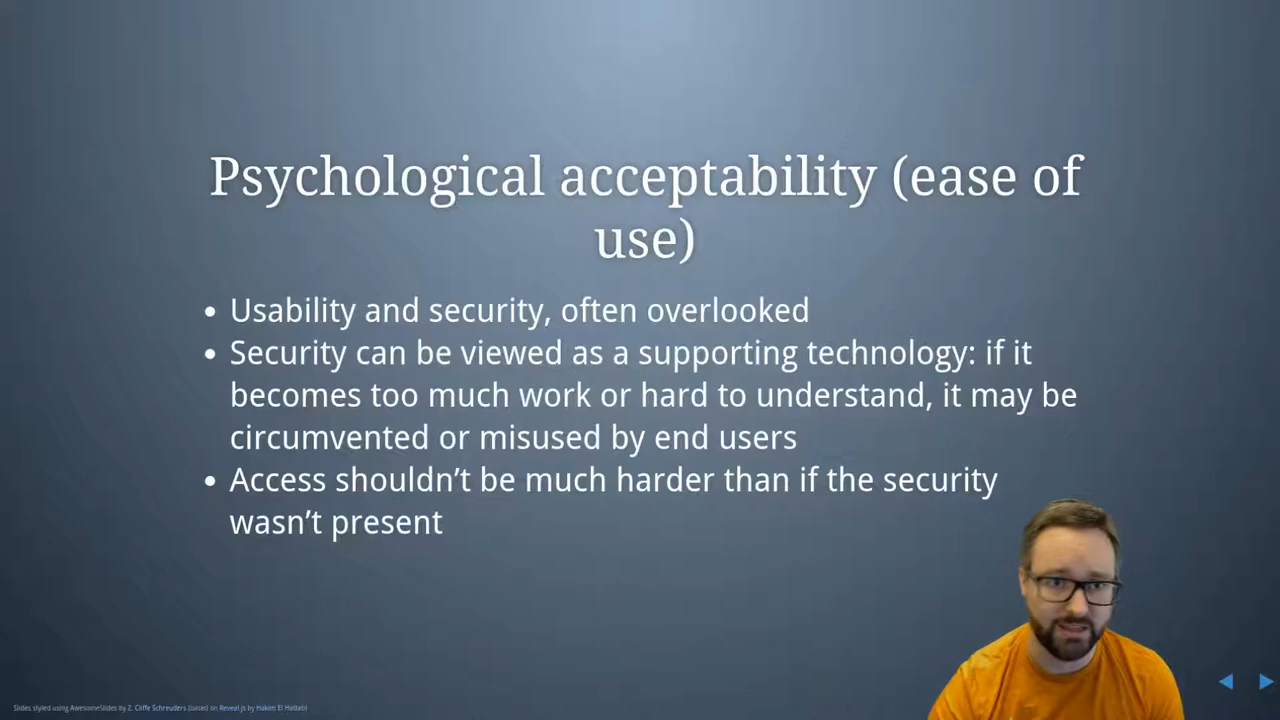 Psychological acceptability (ease of
use)
• Usability and security, often overlooked
• Security can be viewed as a supporting technology: if it
becomes too much work or hard to understand, it may be
circumvented or misused by end users
• Access shouldn’t be much harder than if the security
wasn’t present
Slides styled using AwesomeSlides by Z. Cliffe Schreuders (based on Reveal.js by Hakim El Hattab)